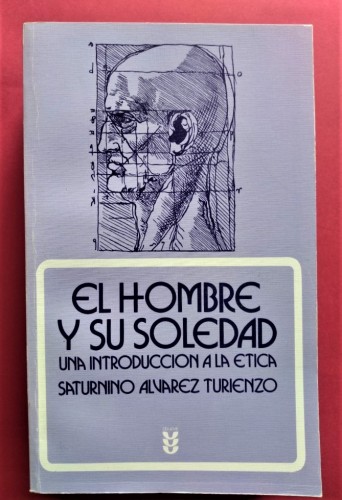 EL HOMBRE
Y SU SOLEDAD
UNA INTRODUCCION A LA ETICA
SATURNINO ALVAREZ TURIENZO